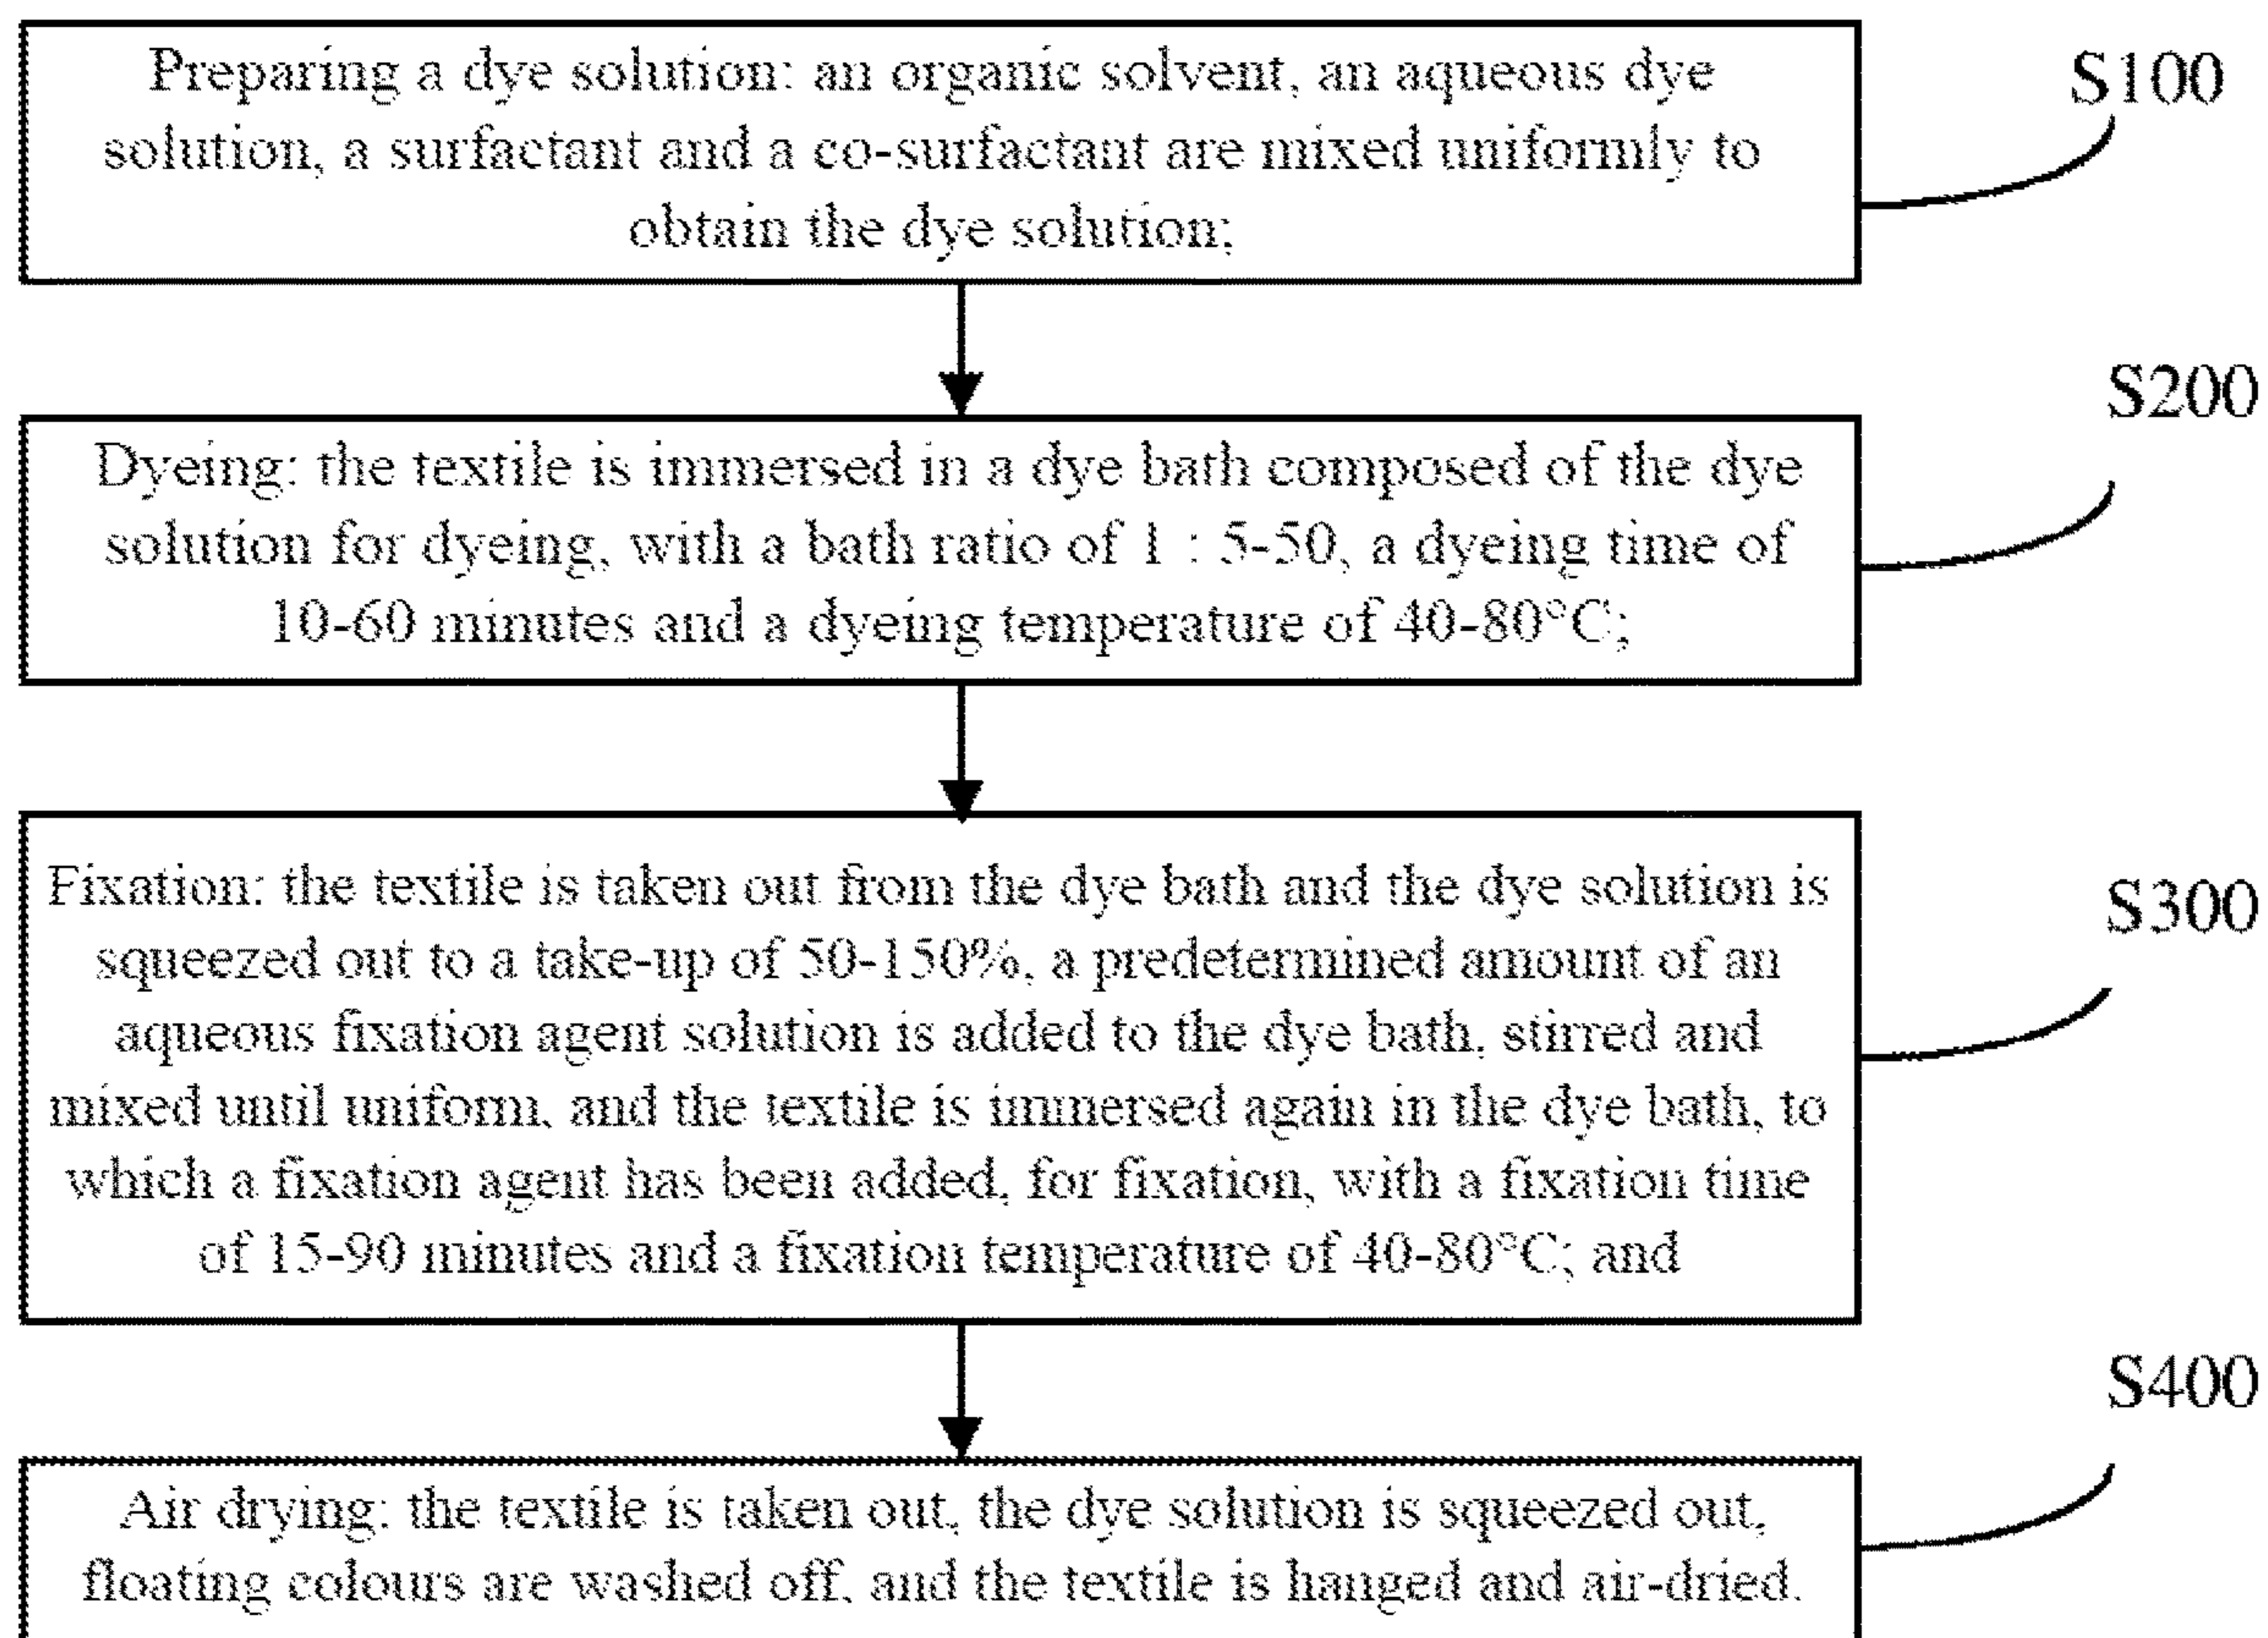 Preparing a dye solution: an organic solvent, an aqueous dye
solution, a surfactant and a co-surfactant are mixed uniformly to
obtain the dye solution;
S100
Dyeing: the textile is immersed in a dye bath composed of the dye
solution for dyeing, with a bath ratio of 1 : 5-50, a dyeing time of
10-60 minutes and a dyeing temperature of 40-80°C;
S200
Fixation: the textile is taken out from the dye bath and the dye solution is
squeezed out to a take-up of 50-150%, a predetermined amount of an
aqueous fixation agent solution is added to the dye bath, stirred and
mixed until uniform, and the textile is immersed again in the dye bath, to
which a fixation agent has been added, for fixation, with a fixation time
of 15-90 minutes and a fixation temperature of 40-80°C; and
S300
Air drying: the textile is taken out, the dye solution is squeezed out,
floating colours are washed off, and the textile is hanged and air-dried.
S400